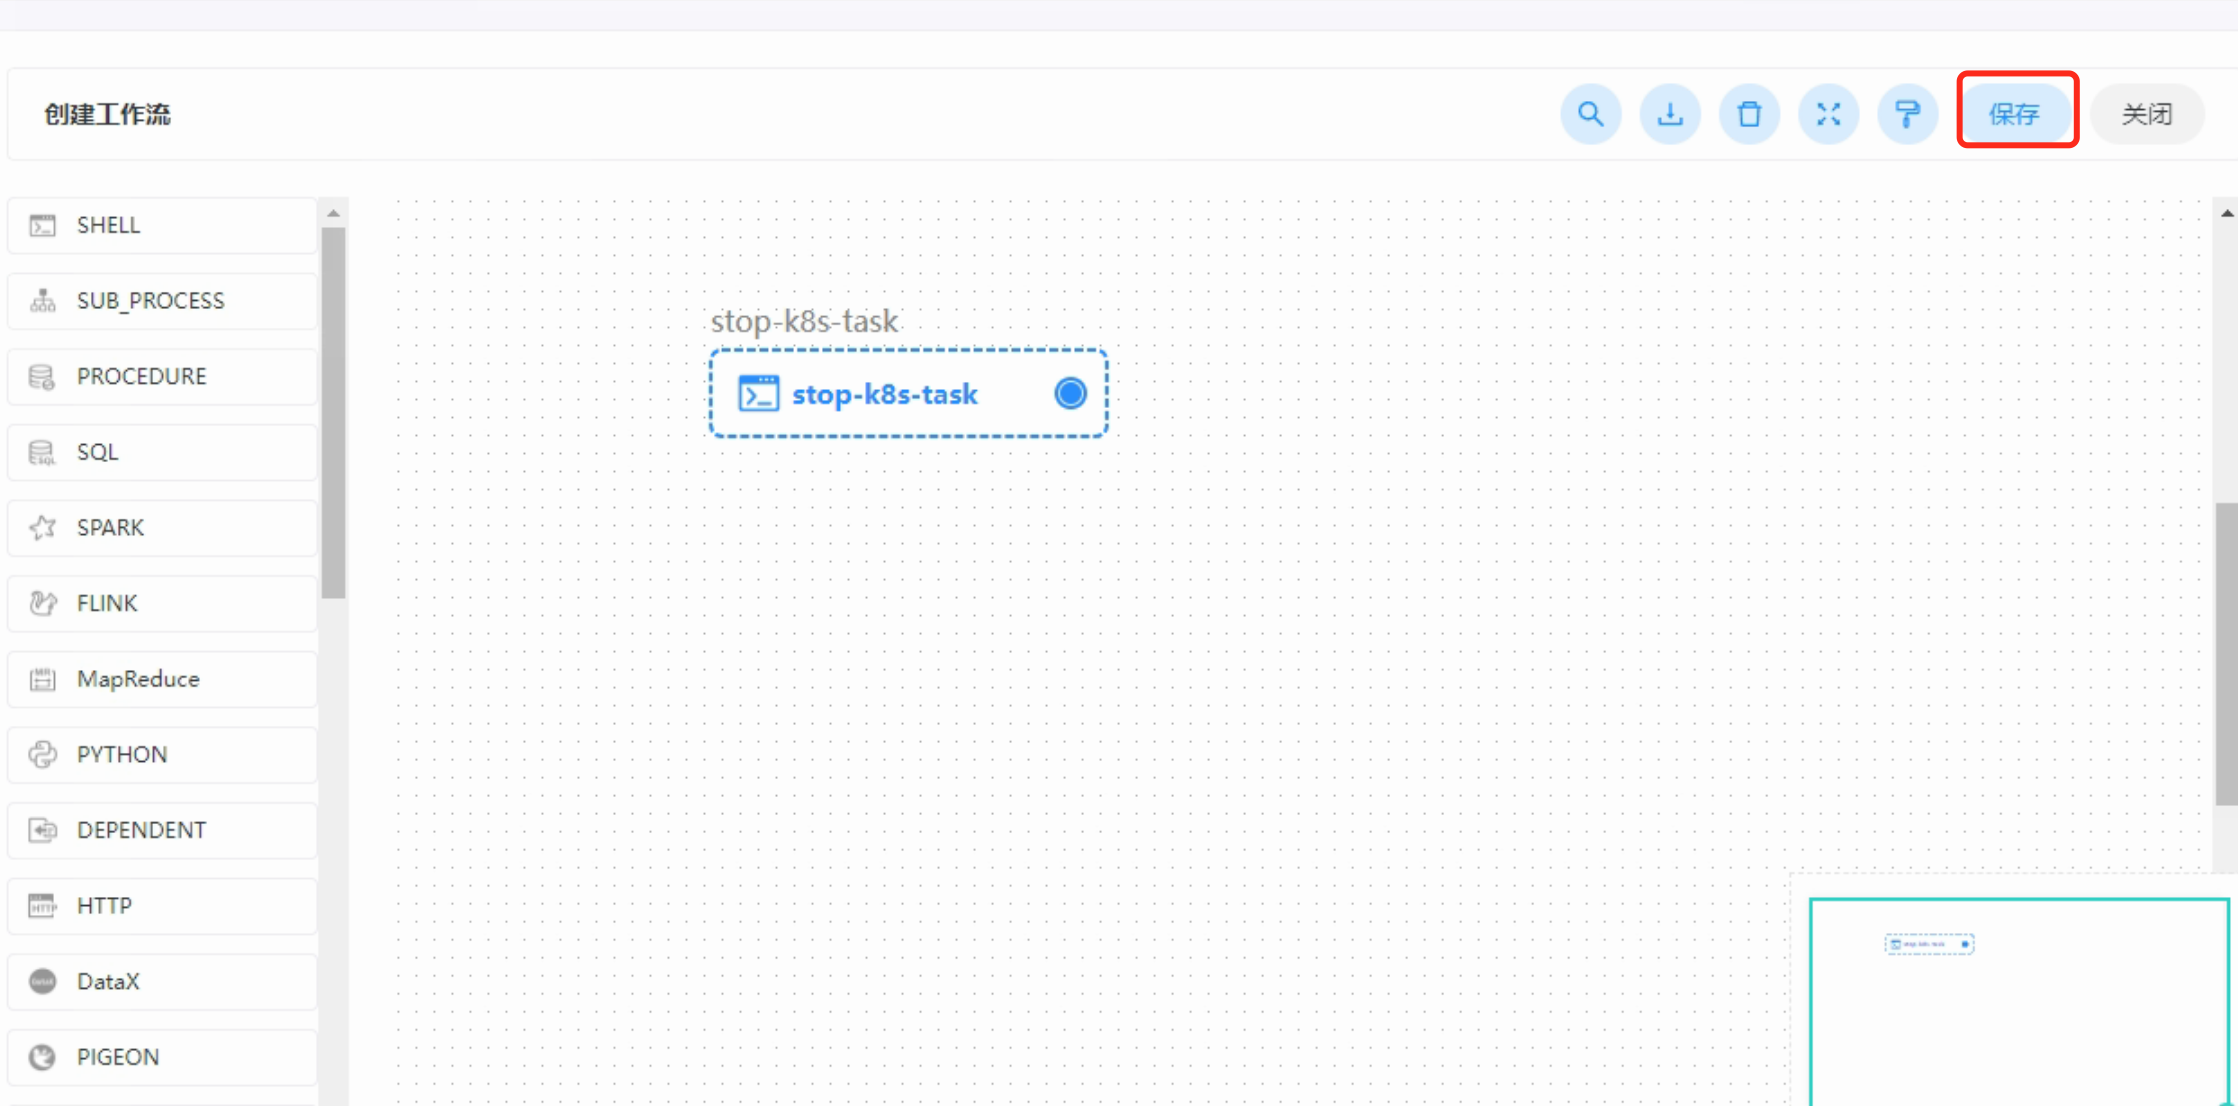 创建工作流
保存
关闭
SHELL
SUB_PROCESS
PROCEDURE
SQL
SPARK
FLINK
MapReduce
PYTHON
DEPENDENT
HTTP
DataX
PIGEON
stop-k8s-task
stop-k8s-task